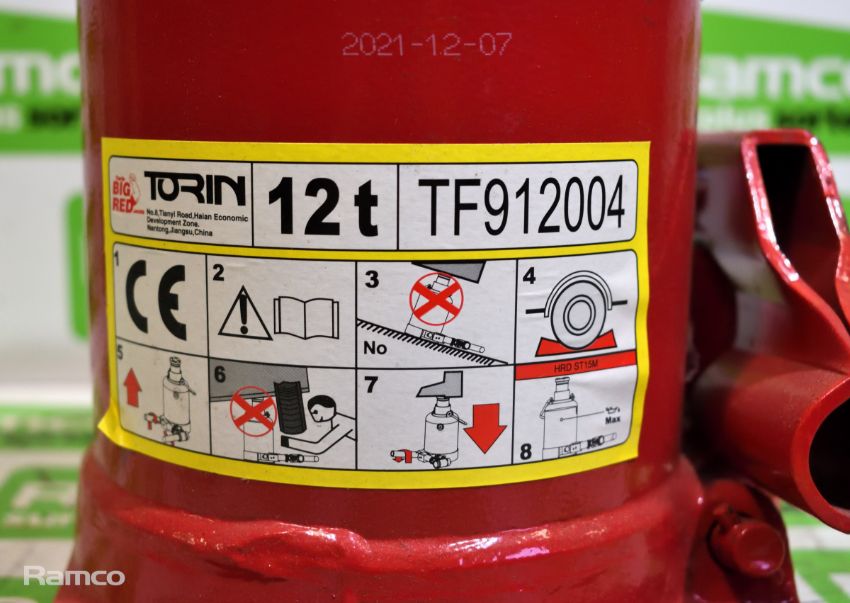 2021-12-07
BIG RED
TORIN
No.8,Tianyi Road,Haian Economic
Development Zone,
Nantong,Jiangsu,China
12 t
TF912004
1
CE
2
3
No
4
5
6
7
HRD ST15M
Max
8
Ramco